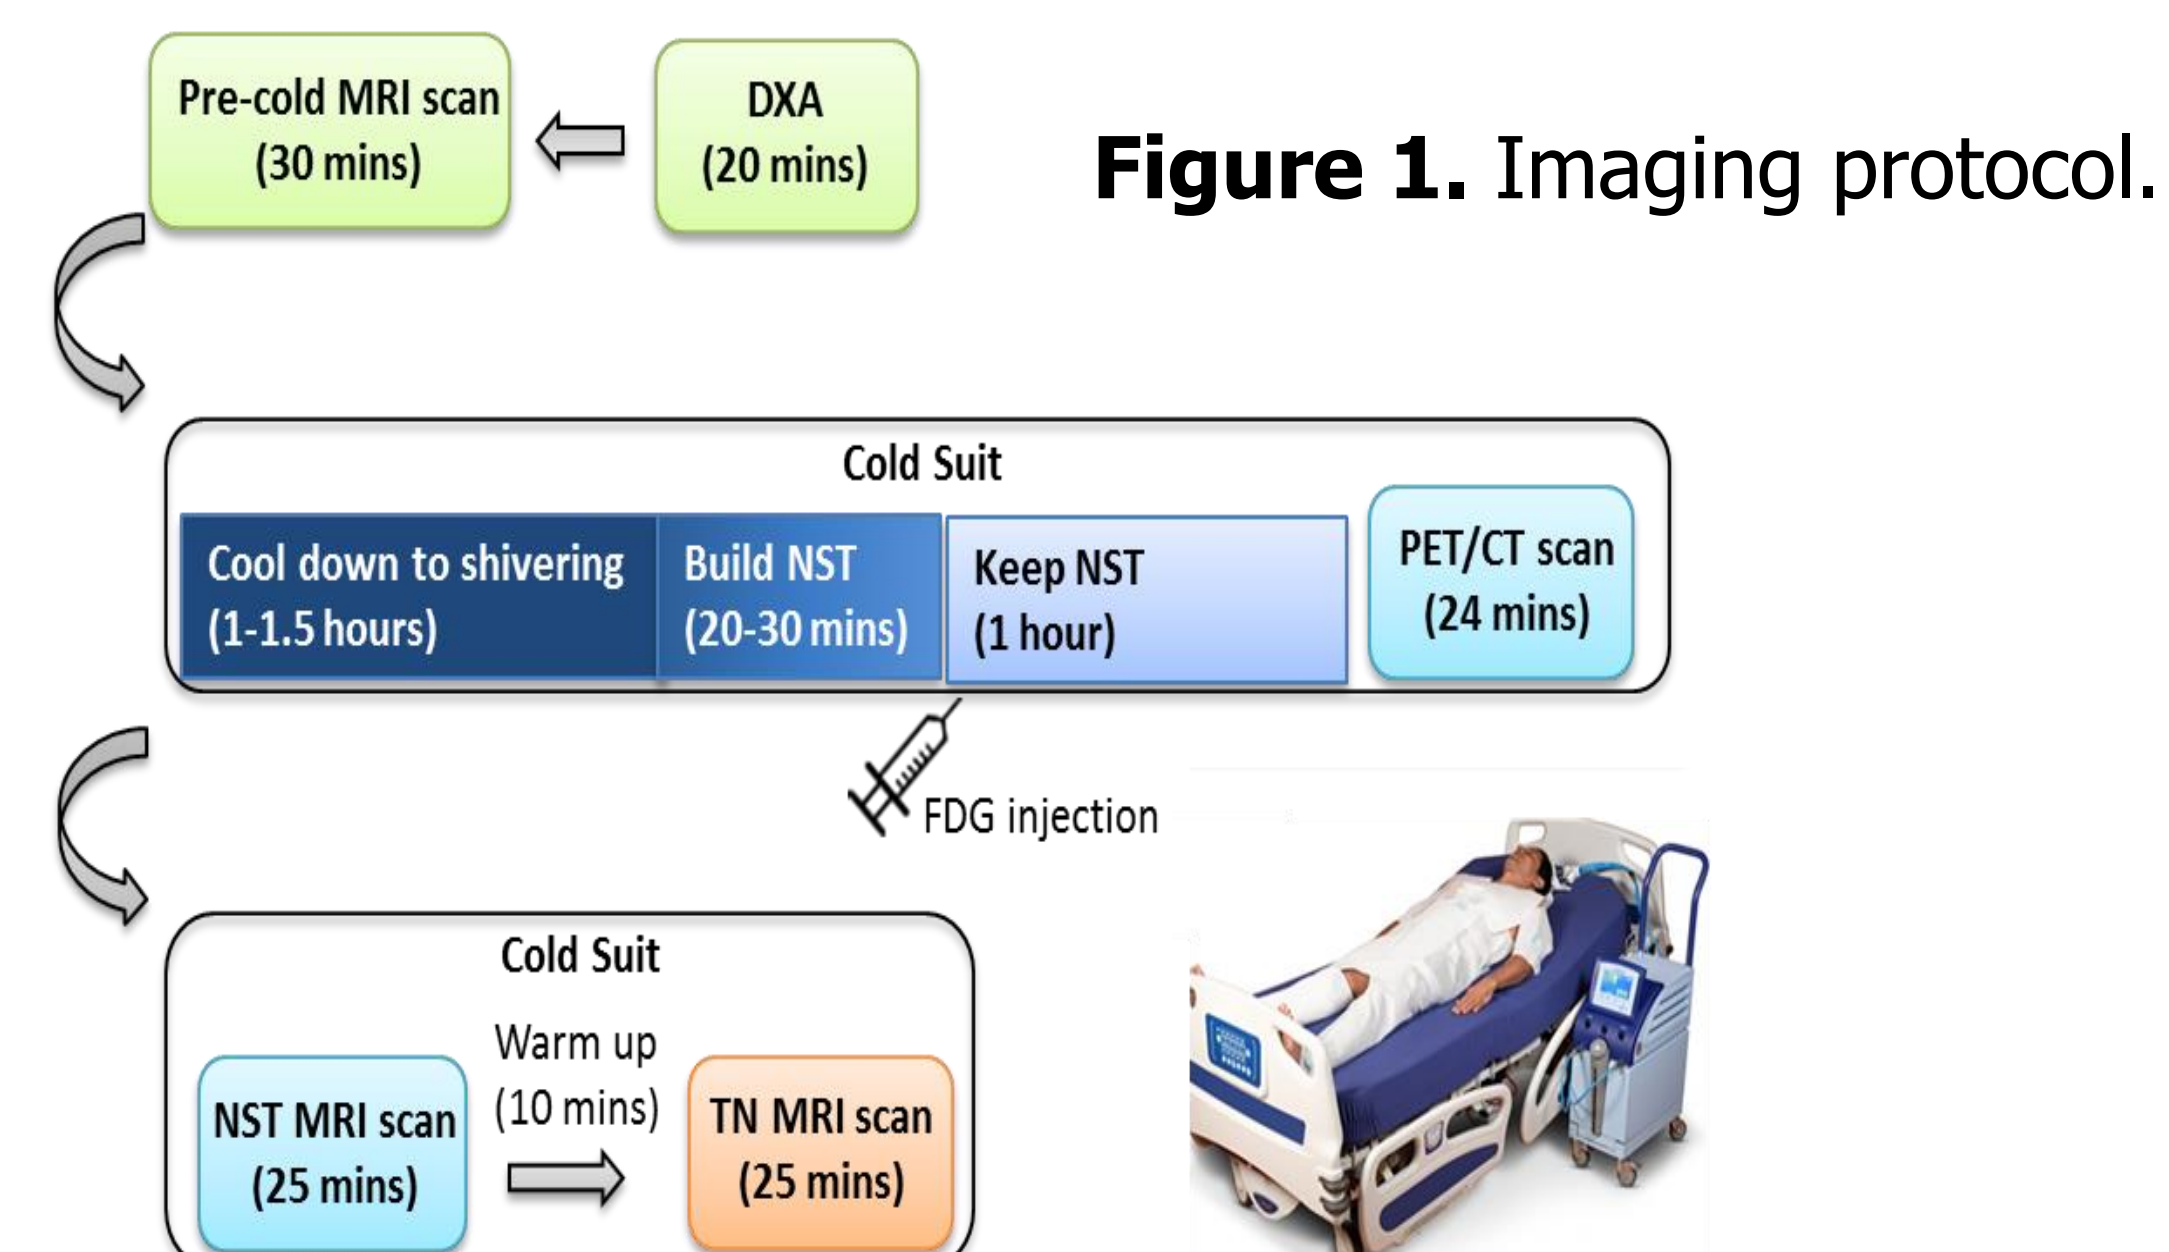 Pre-cold MRI scan
(30 mins)
DXA
(20 mins)
Figure 1. Imaging protocol.
Cold Suit
Cool down to shivering
(1-1.5 hours)
Build NST
(20-30 mins)
Keep NST
(1 hour)
PET/CT scan
(24 mins)
FDG injection
Cold Suit
NST MRI scan
(25 mins)
Warm up
(10 mins)
TN MRI scan
(25 mins)